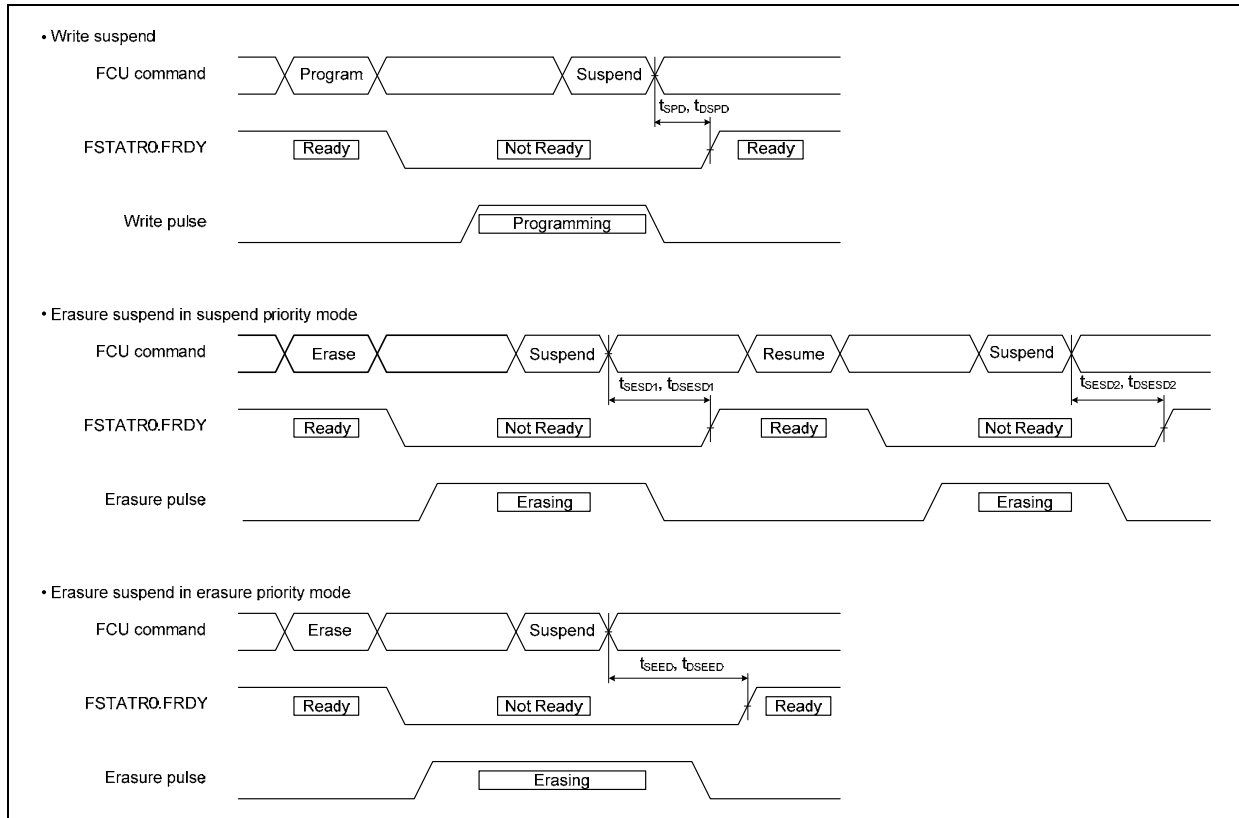 • Write suspend
FCU command Program Suspend
tSPD, tDSPD
FSTATR0.FRDY Ready Not Ready Ready
Write pulse Programming
• Erasure suspend in suspend priority mode
FCU command Erase Suspend Resume Suspend
tSESD1, tDSESD1 tSESD2, tDSESD2
FSTATR0.FRDY Ready Not Ready Ready Not Ready
Erasure pulse Erasing Erasing
• Erasure suspend in erasure priority mode
FCU command Erase Suspend
tSEED, tDSEED
FSTATR0.FRDY Ready Not Ready Ready
Erasure pulse Erasing